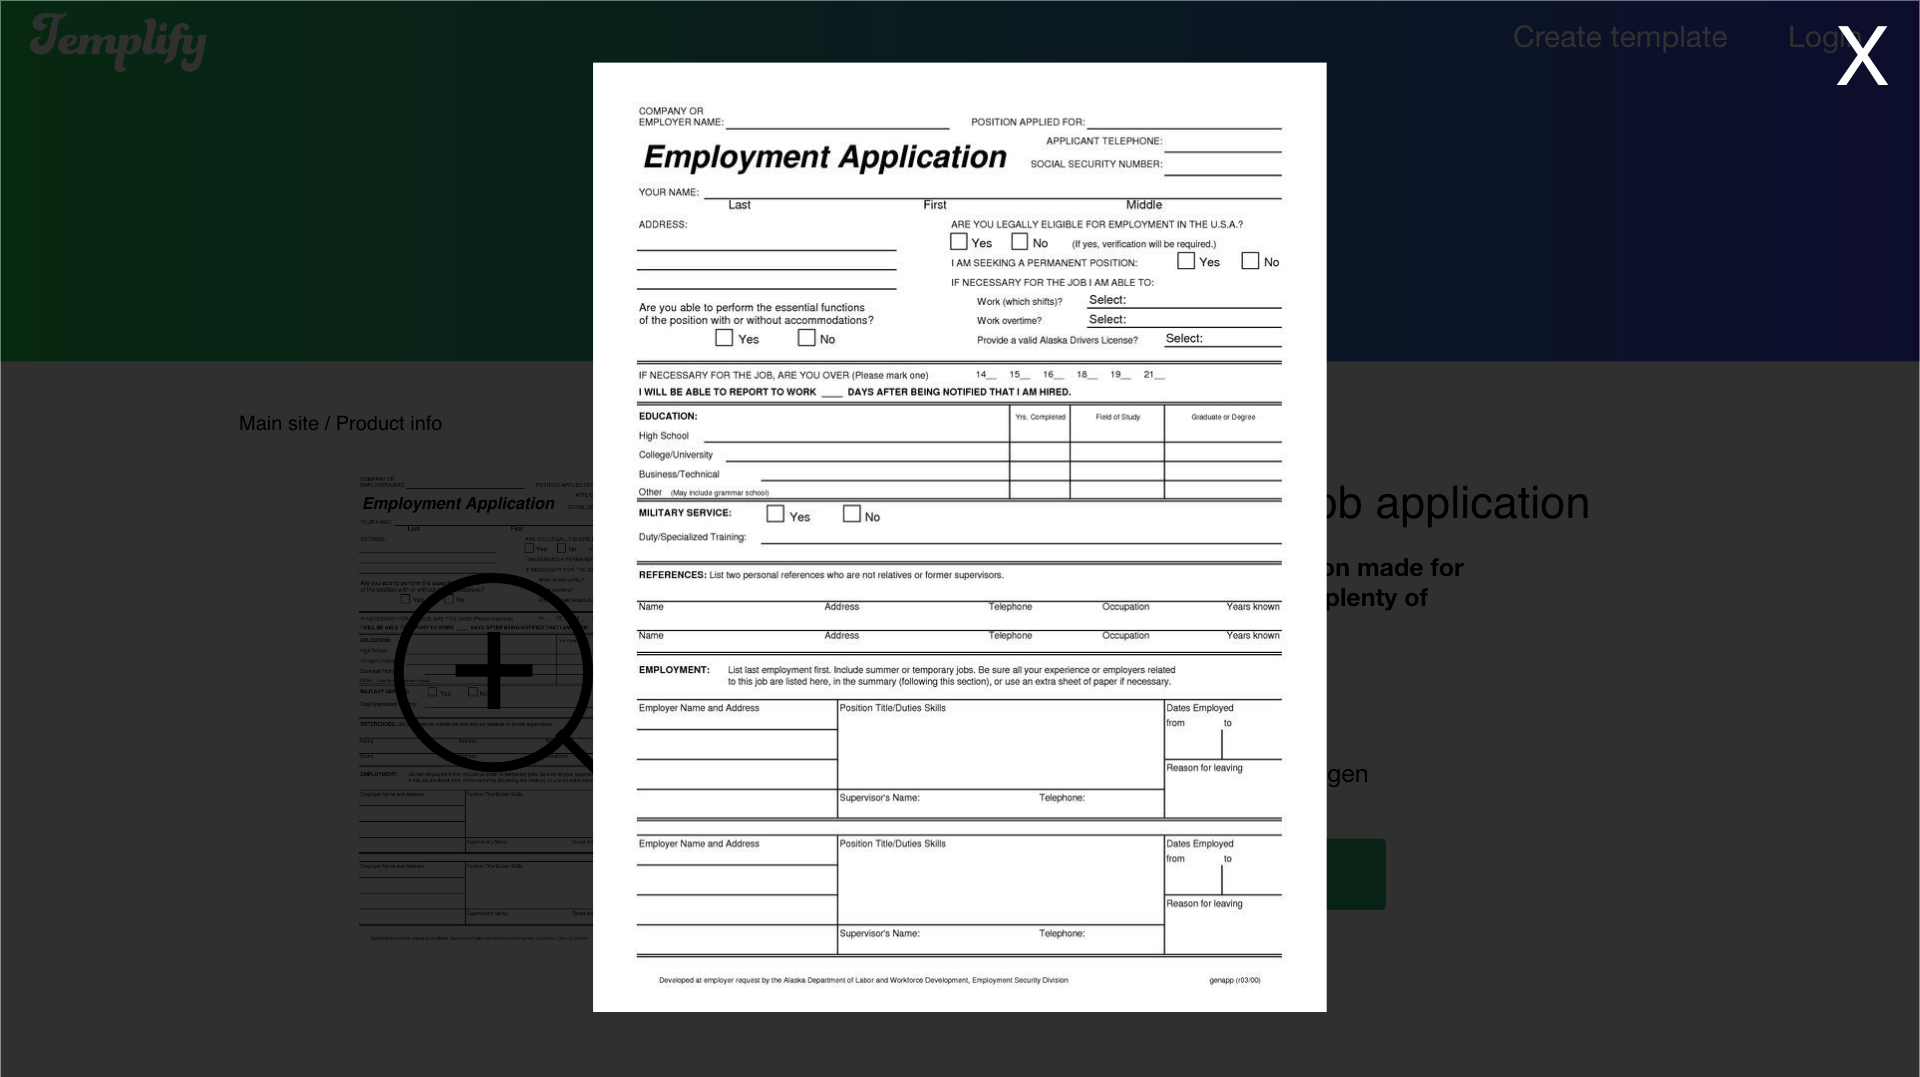 Templify
Create template
Login
X
COMPANY OR
EMPLOYER NAME:
POSITION APPLIED FOR:
APPLICANT TELEPHONE:
Employment Application
SOCIAL SECURITY NUMBER:
YOUR NAME:
Last First Middle
ADDRESS:
ARE YOU LEGALLY ELIGIBLE FOR EMPLOYMENT IN THE U.S.A.?
Yes No (If yes, verification will be required.)
I AM SEEKING A PERMANENT POSITION: Yes No
IF NECESSARY FOR THE JOB I AM ABLE TO:
Work (which shifts)? Select:
Work overtime? Select:
Provide a valid Alaska Drivers License? Select:
Are you able to perform the essential functions
of the position with or without accommodations?
Yes No
IF NECESSARY FOR THE JOB, ARE YOU OVER (Please mark one) 14__ 15__ 16__ 18__ 19__ 21__
I WILL BE ABLE TO REPORT TO WORK ____ DAYS AFTER BEING NOTIFIED THAT I AM HIRED.
EDUCATION: Yrs. Completed Field of Study Graduate or Degree
High School
College/University
Business/Technical
Other (May include grammar school)
MILITARY SERVICE: Yes No
Duty/Specialized Training:
REFERENCES: List two personal references who are not relatives or former supervisors.
Name Address Telephone Occupation Years known
Name Address Telephone Occupation Years known
EMPLOYMENT: List last employment first. Include summer or temporary jobs. Be sure all your experience or employers related
to this job are listed here, in the summary (following this section), or use an extra sheet of paper if necessary.
Employer Name and Address Position Title/Duties Skills Dates Employed
from to
Reason for leaving
Supervisor's Name: Telephone:
Employer Name and Address Position Title/Duties Skills Dates Employed
from to
Reason for leaving
Supervisor's Name: Telephone:
Developed at employer request by the Alaska Department of Labor and Workforce Development, Employment Security Division genapp (r03/00)
Main site / Product info
Employment Application
ob application
on made for
plenty of
gen